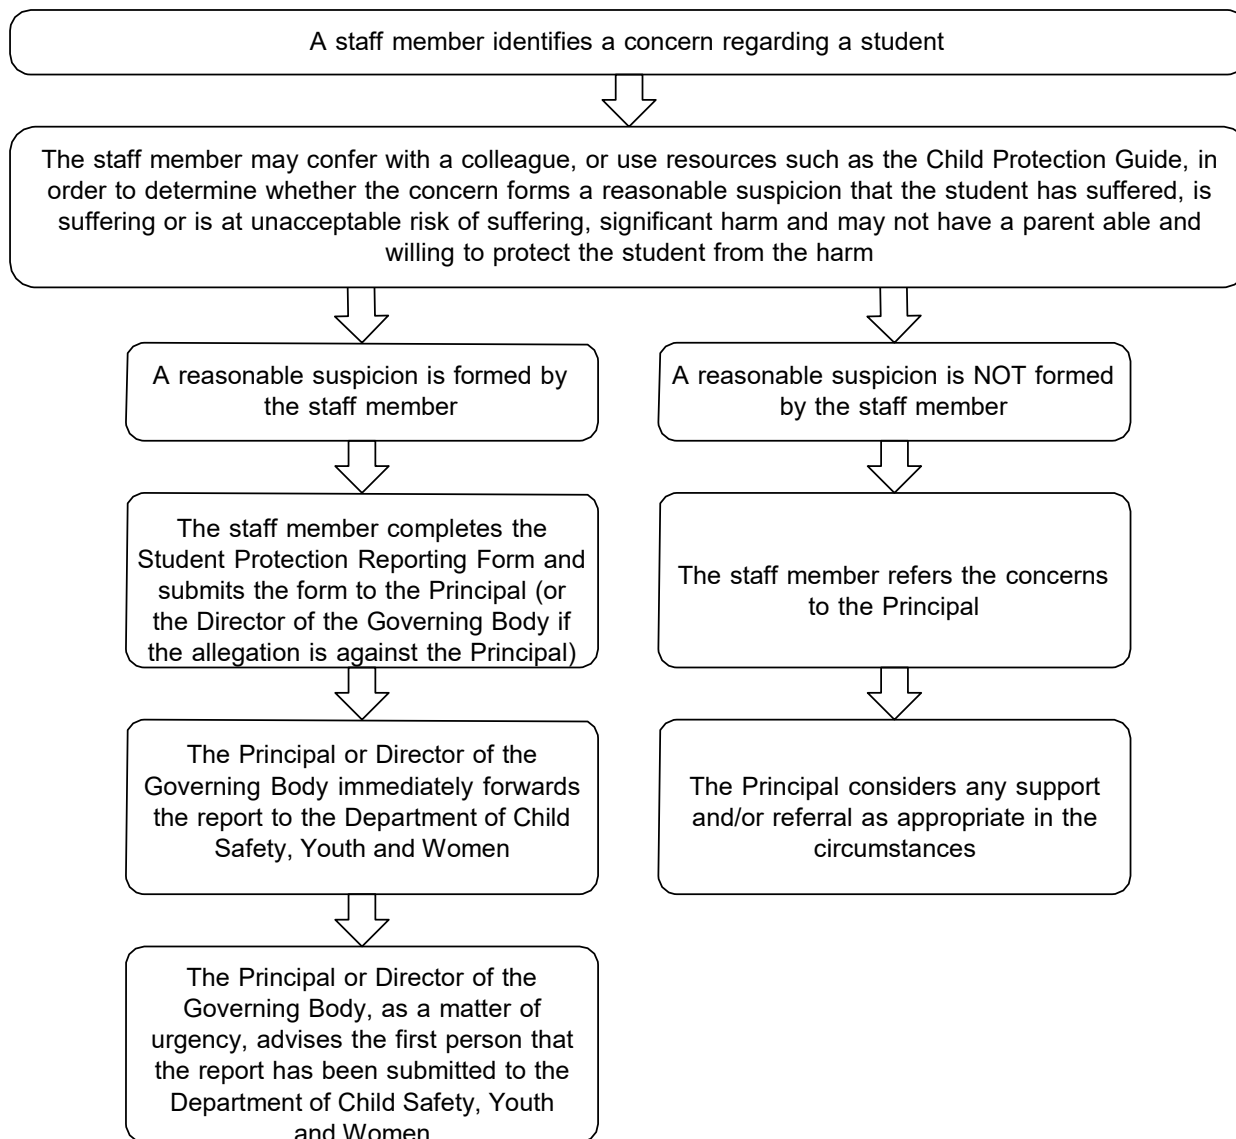 A staff member identifies a concern regarding a student
The staff member may confer with a colleague, or use resources such as the Child Protection Guide, in
order to determine whether the concern forms a reasonable suspicion that the student has suffered, is
suffering or is at unacceptable risk of suffering, significant harm and may not have a parent able and
willing to protect the student from the harm
A reasonable suspicion is formed by
the staff member
The staff member completes the
Student Protection Reporting Form and
submits the form to the Principal (or
the Director of the Governing Body if
the allegation is against the Principal)
The Principal or Director of the
Governing Body immediately forwards
the report to the Department of Child
Safety, Youth and Women
The Principal or Director of the
Governing Body, as a matter of
urgency, advises the first person that
the report has been submitted to the
Department of Child Safety, Youth
and Women
A reasonable suspicion is NOT formed
by the staff member
The staff member refers the concerns
to the Principal
The Principal considers any support
and/or referral as appropriate in the
circumstances